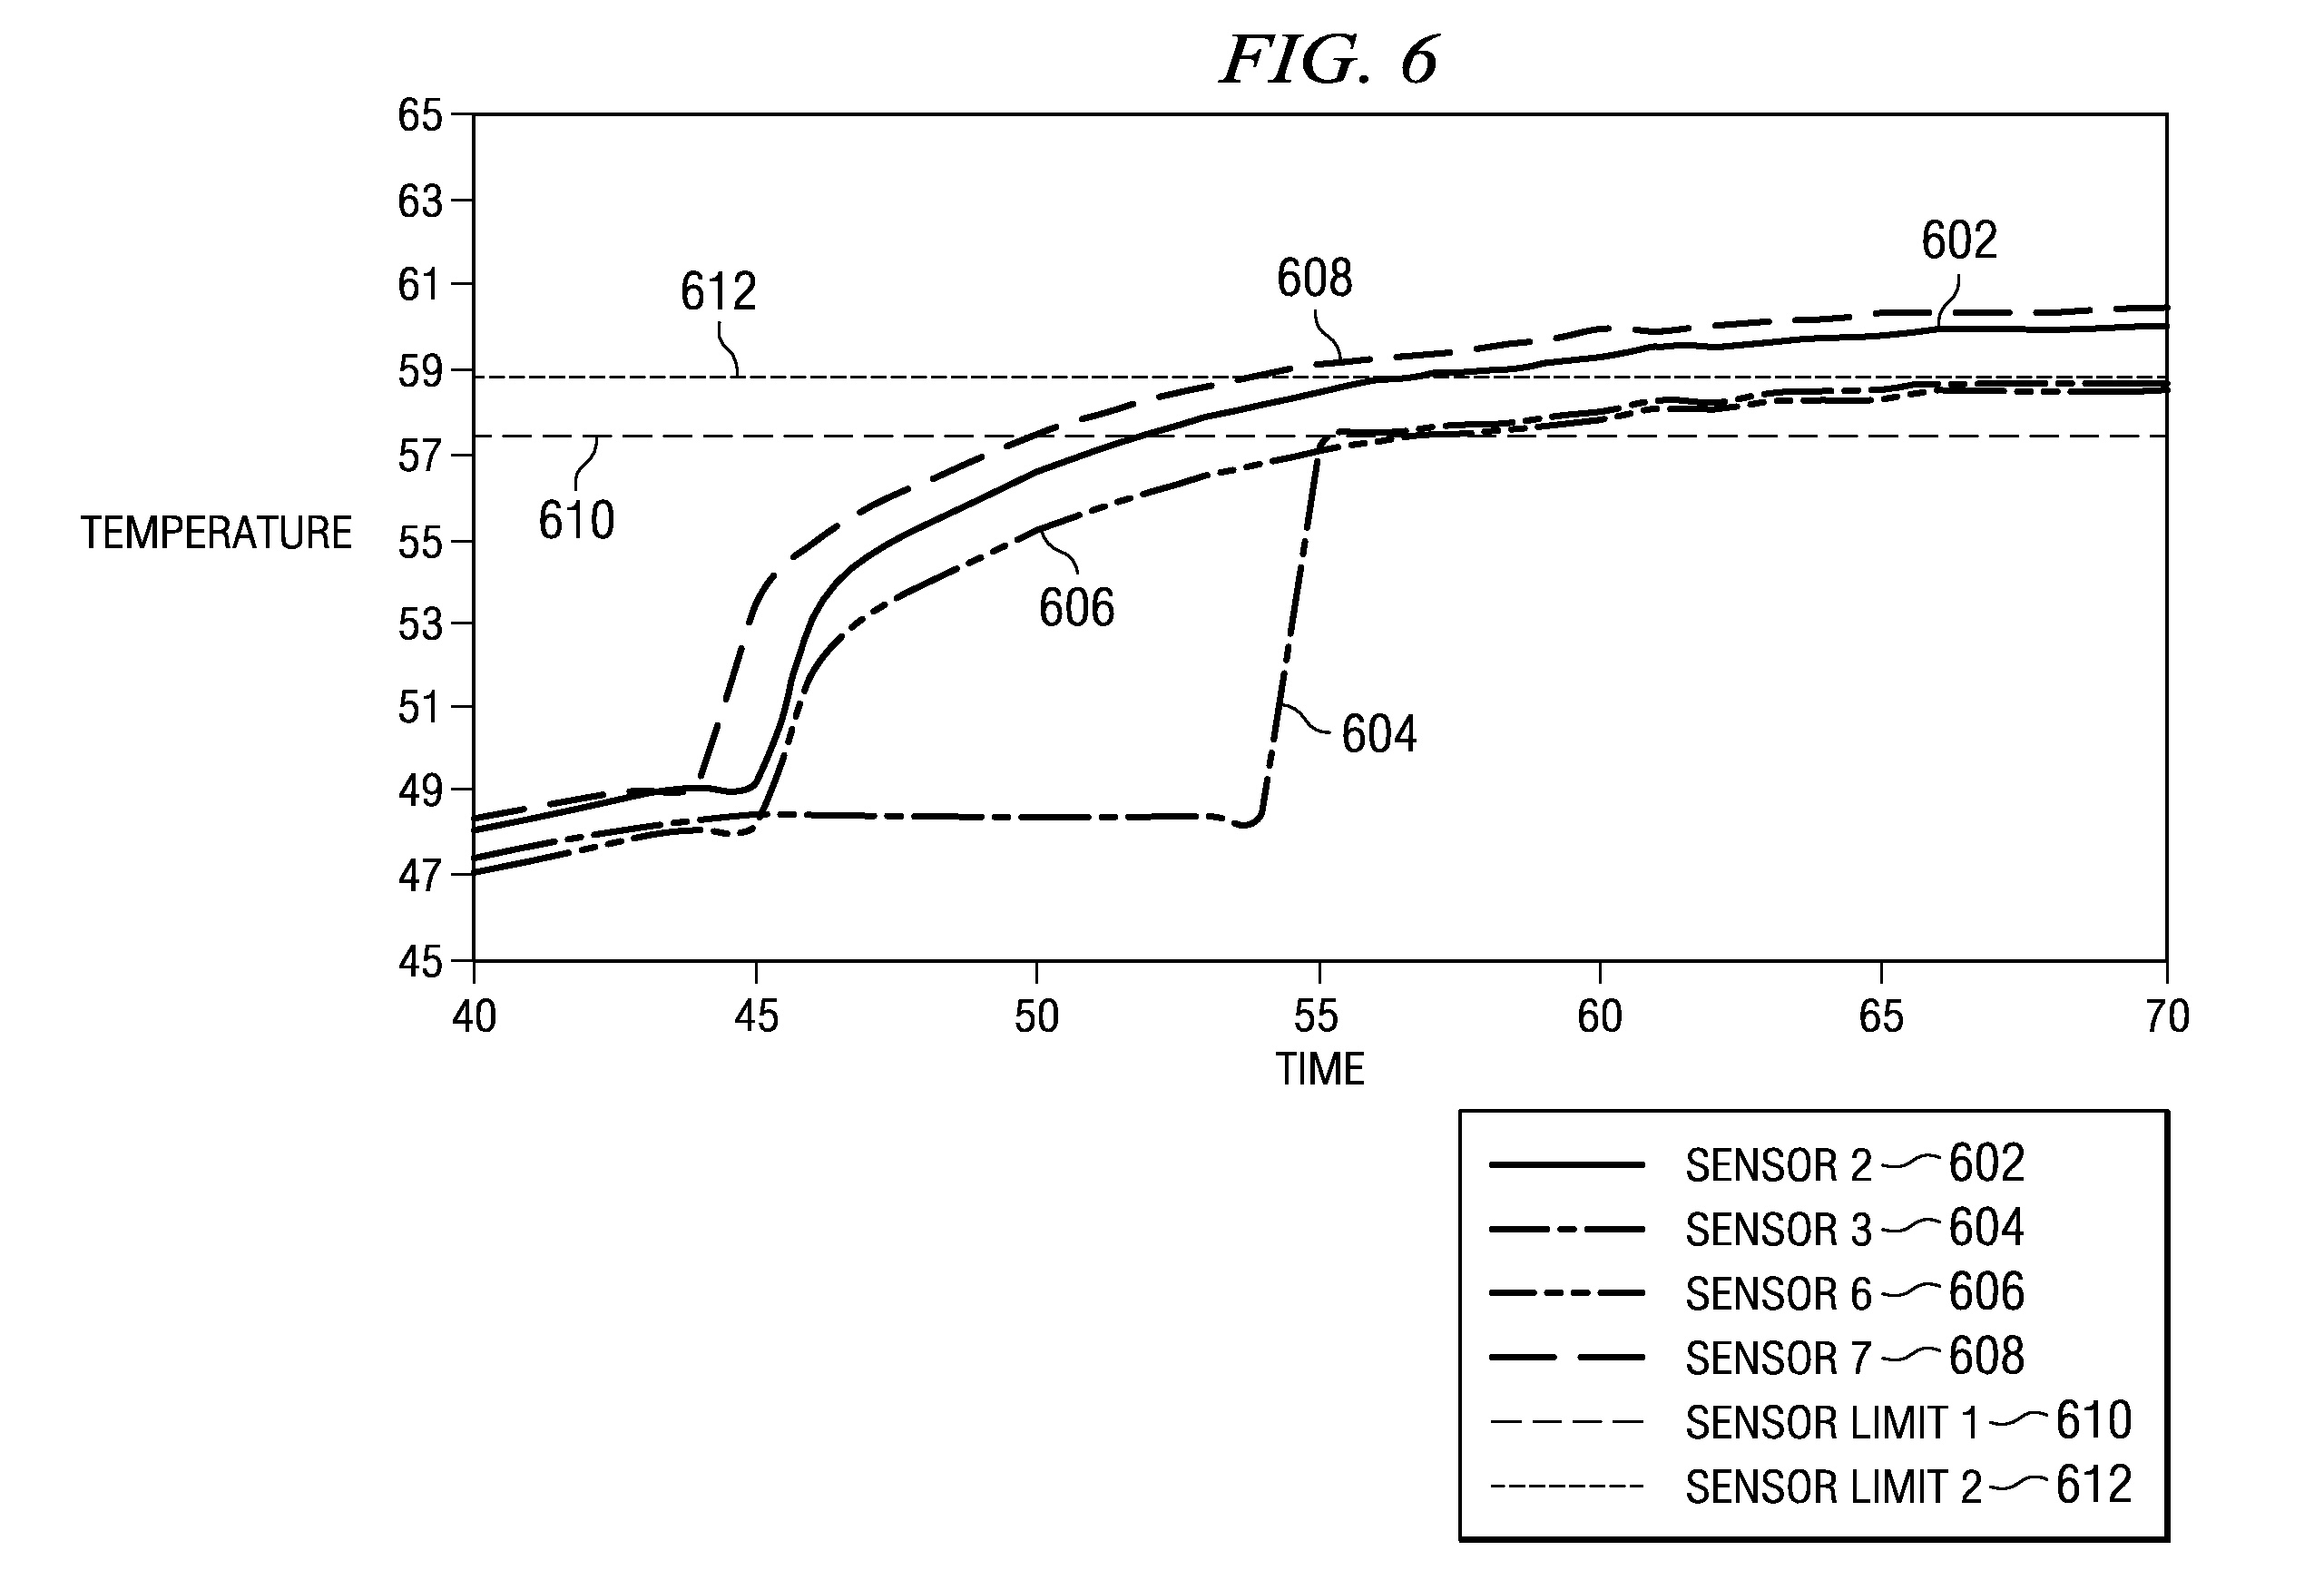 FIG. 6
65
63
61
59
57
55
53
51
49
47
45
TEMPERATURE
612
610
608
602
606
604
40 45 50 55 60 65 70
TIME
SENSOR 2 602
SENSOR 3 604
SENSOR 6 606
SENSOR 7 608
SENSOR LIMIT 1 610
SENSOR LIMIT 2 612